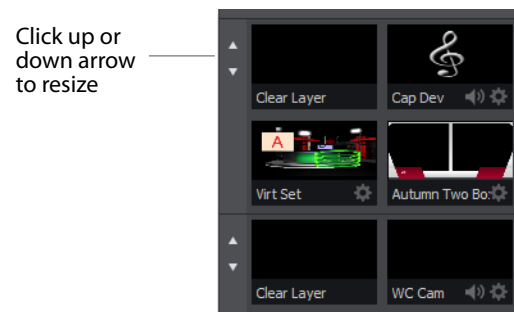 Click up or
down arrow
to resize
Clear Layer
Cap Dev
A
Virt Set
Autumn Two Bo:
Clear Layer
WC Cam